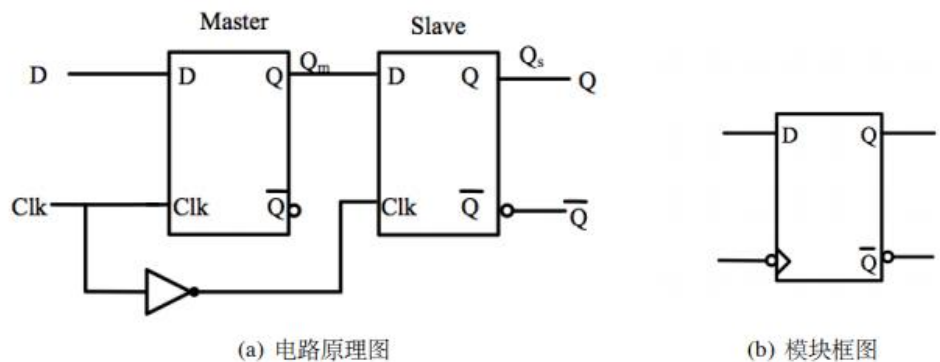 Master
Slave
D
D
Q
Qm
D
Q
Qs
Q
Clk
Clk
Q̅
Clk
Q̅
Q̅
D
Q
Q̅
(a) 电路原理图
(b) 模块框图